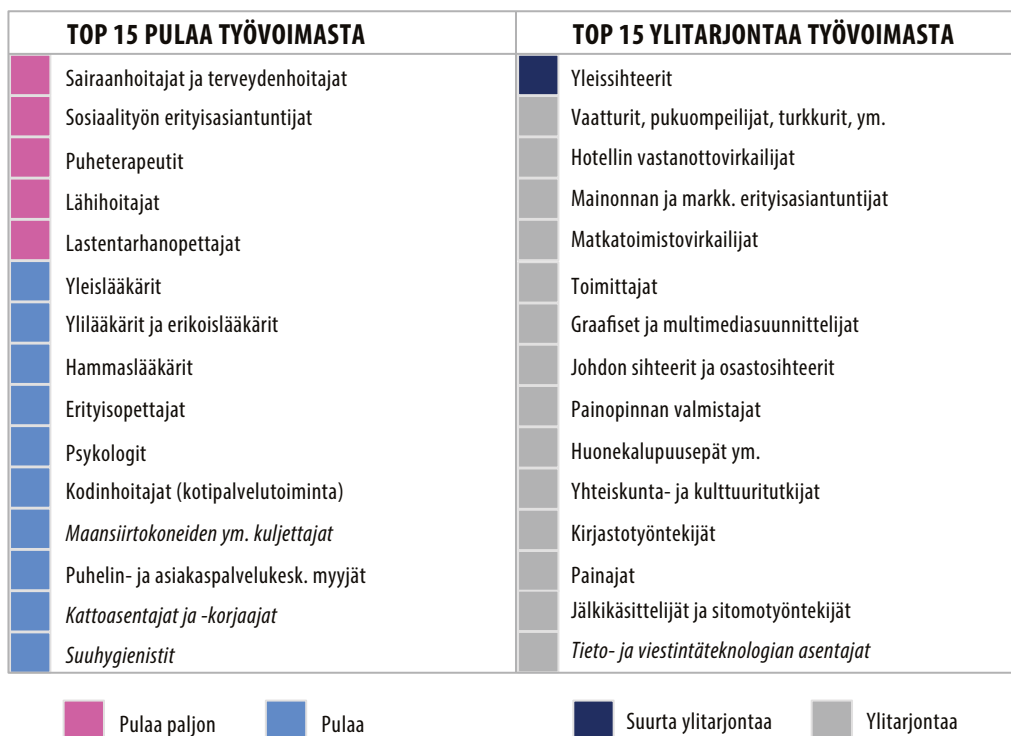 TOP 15 PULAA TYÖVOIMASTA
Sairaanhoitajat ja terveydenhoitajat
Sosiaalityön erityisasiantuntijat
Puheterapeutit
Lähihoitajat
Lastentarhanopettajat
Yleislääkärit
Ylilääkärit ja erikoislääkärit
Hammaslääkärit
Erityisopettajat
Psykologit
Kodinhoitajat (kotipalvelutoiminta)
Maansiirtokoneiden ym. kuljettajat
Puhelin- ja asiakaspalvelukesk. myyjät
Kattoasentajat ja -korjaajat
Suuhygienistit
TOP 15 YLITARJONTAA TYÖVOIMASTA
Yleissihteerit
Vaatturit, pukuompeilijat, turkkurit, ym.
Hotellin vastanottovirkailijat
Mainonnan ja markk. erityisasiantuntijat
Matkatoimistovirkailijat
Toimittajat
Graafiset ja multimediasuunnittelijat
Johdon sihteerit ja osastosihteerit
Painopinnan valmistajat
Huonekalupuusepät ym.
Yhteiskunta- ja kulttuuritutkijat
Kirjastotyöntekijät
Painajat
Jälkikäsittelijät ja sitomotyöntekijät
Tieto- ja viestintäteknologian asentajat
Pulaa paljon
Pulaa
Suurta ylitarjontaa
Ylitarjontaa